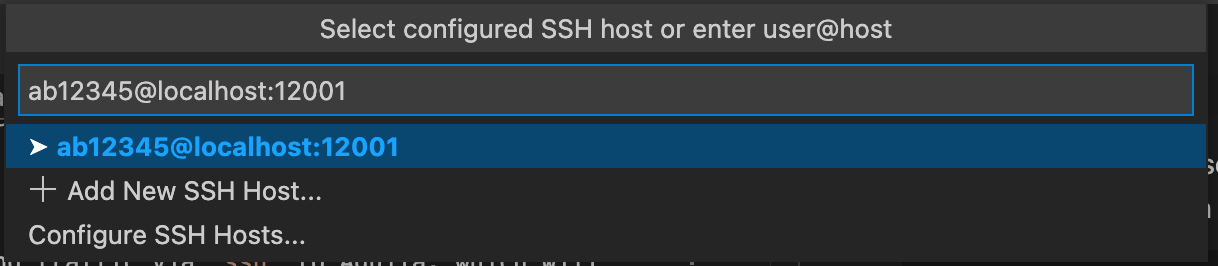 Select configured SSH host or enter user@host
ab12345@localhost:12001
➤ ab12345@localhost:12001
+ Add New SSH Host...
Configure SSH Hosts...